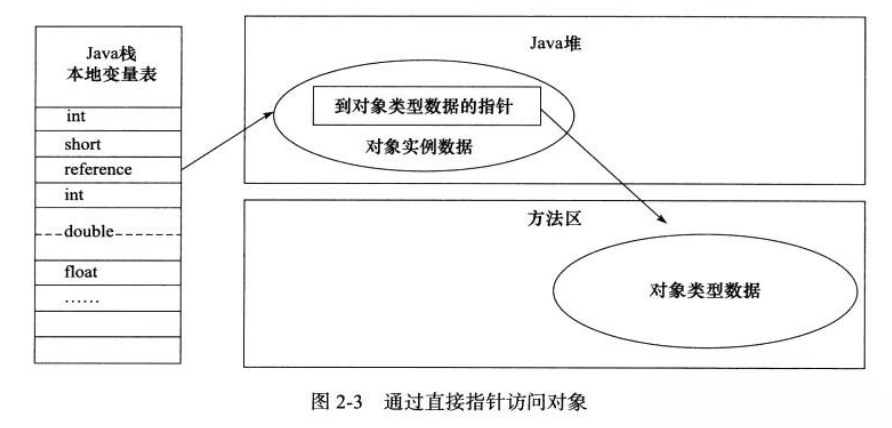 Java栈
本地变量表
int
short
reference
int
double
float
……
Java堆
到对象类型数据的指针
对象实例数据
方法区
对象类型数据
图 2-3 通过直接指针访问对象